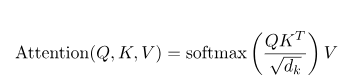 Attention(Q, K, V) = softmax(QK^T / √d_k)V